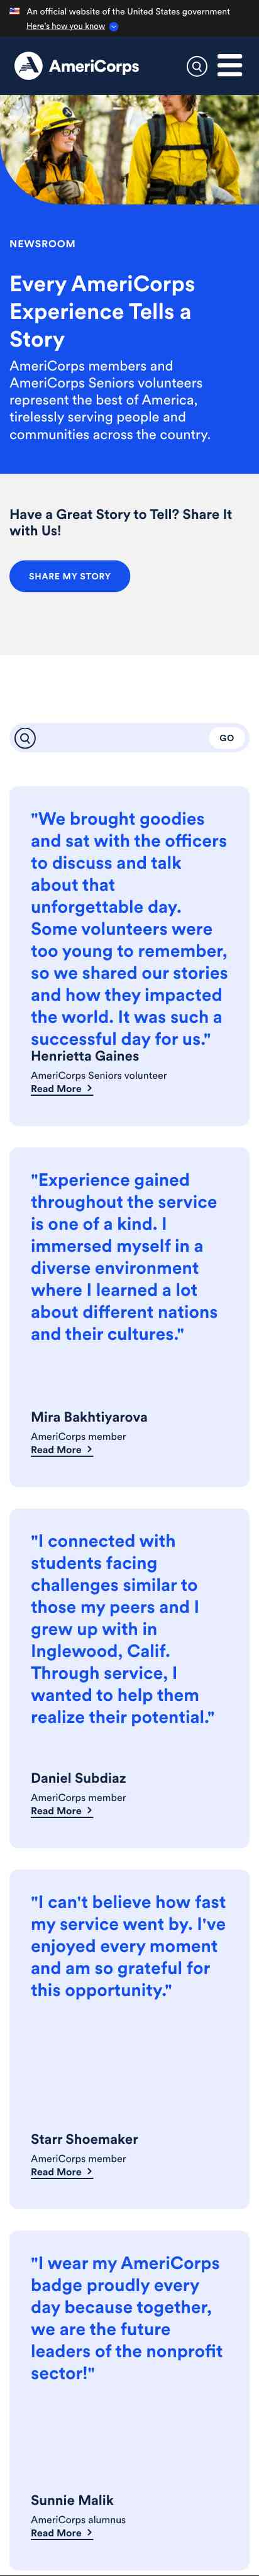 An official website of the United States government
Here's how you know
AmeriCorps
NEWSROOM
Every AmeriCorps
Experience Tells a
Story
AmeriCorps members and
AmeriCorps Seniors volunteers
represent the best of America,
tirelessly serving people and
communities across the country.
Have a Great Story to Tell? Share It
with Us!
SHARE MY STORY
GO
"We brought goodies
and sat with the officers
to discuss and talk
about that
unforgettable day.
Some volunteers were
too young to remember,
so we shared our stories
and how they impacted
the world. It was such a
successful day for us."
Henrietta Gaines
AmeriCorps Seniors volunteer
Read More
"Experience gained
throughout the service
is one of a kind. I
immersed myself in a
diverse environment
where I learned a lot
about different nations
and their cultures."
Mira Bakhtiyarova
AmeriCorps member
Read More
"I connected with
students facing
challenges similar to
those my peers and I
grew up with in
Inglewood, Calif.
Through service, I
wanted to help them
realize their potential."
Daniel Subdiaz
AmeriCorps member
Read More
"I can't believe how fast
my service went by. I've
enjoyed every moment
and am so grateful for
this opportunity."
Starr Shoemaker
AmeriCorps member
Read More
"I wear my AmeriCorps
badge proudly every
day because together,
we are the future
leaders of the nonprofit
sector!"
Sunnie Malik
AmeriCorps alumnus
Read More